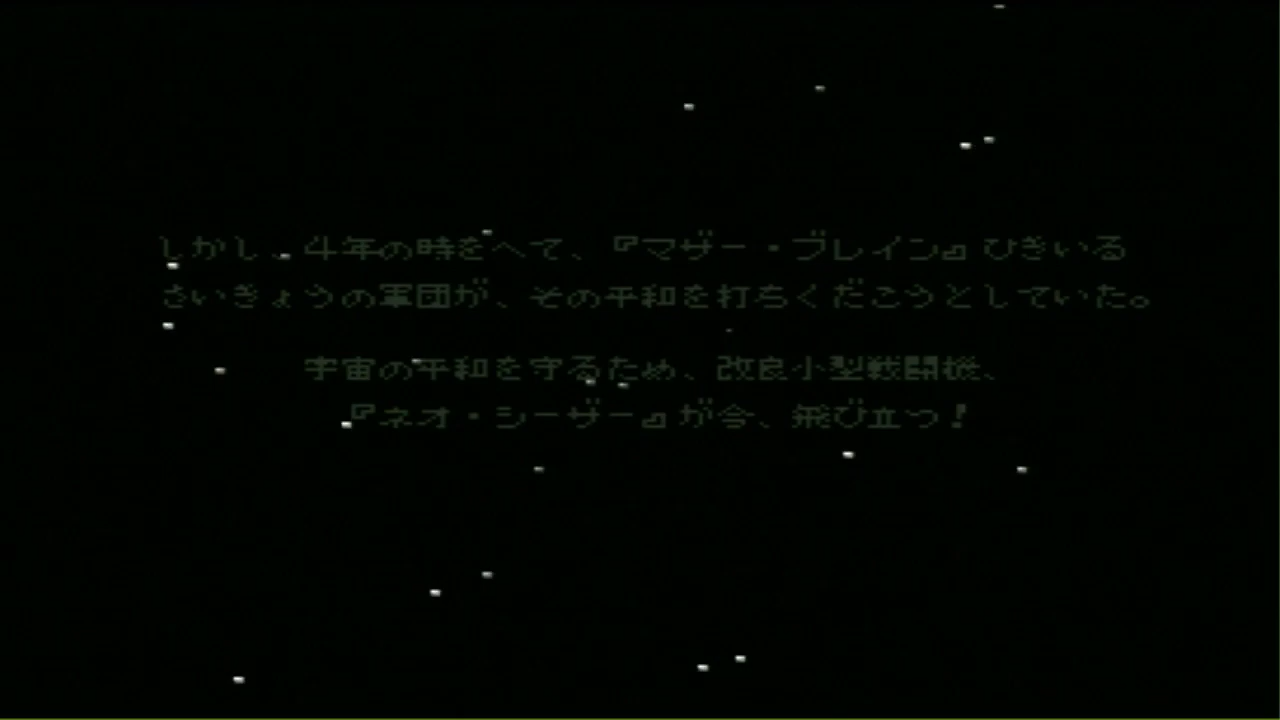 しかし、4年の時をへて、『マザー・ブレイン』ひきいる
さいきょうの軍団が、その平和を打ちくだこうとしていた。
宇宙の平和を守るため、改良小型戦闘機、
『ネオ・シーザー』が今、飛び立つ！